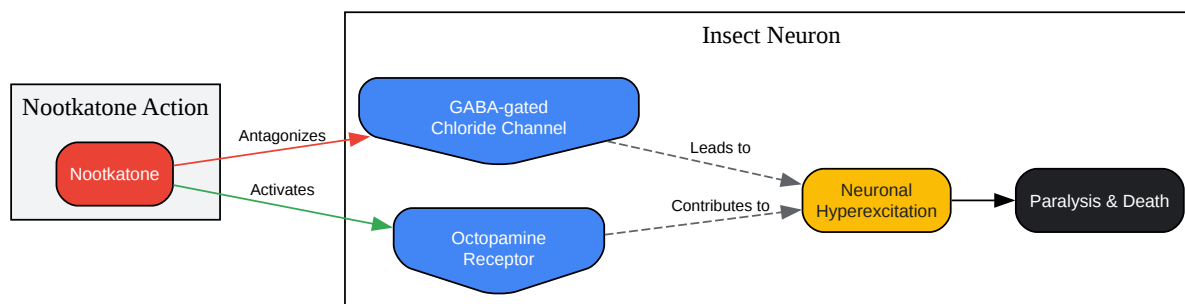 Insect Neuron
Nootkatone Action
Nootkatone
Antagonizes
Activates
GABA-gated
Chloride Channel
Octopamine
Receptor
Leads to
Contributes to
Neuronal
Hyperexcitation
Paralysis & Death